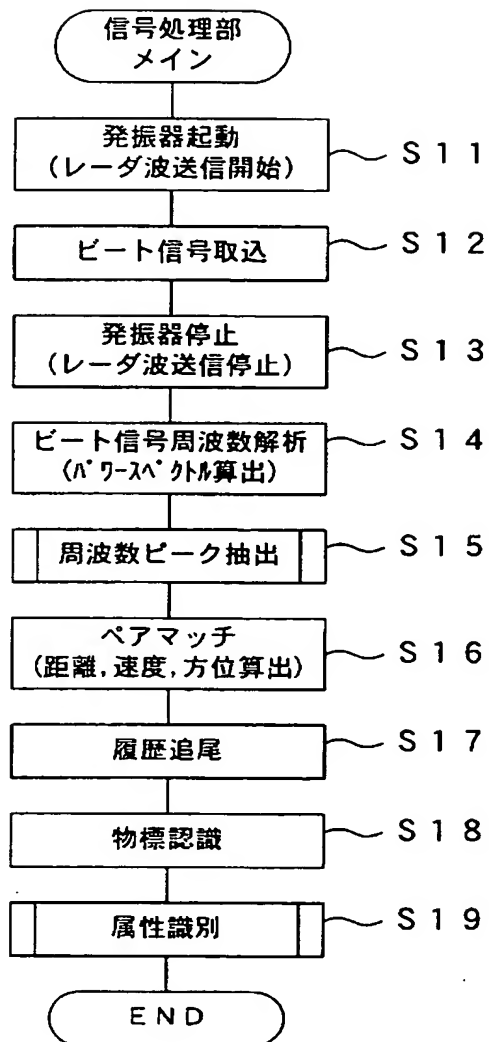 信号処理部
メイン
発振器起動
(レーダ波送信開始)
S11
ビート信号取込
S12
発振器停止
(レーダ波送信停止)
S13
ビート信号周波数解析
(ﾊﾟﾜｰｽﾍﾟｸﾄﾙ算出)
S14
周波数ピーク抽出
S15
ペアマッチ
(距離,速度,方位算出)
S16
履歴追尾
S17
物標認識
S18
属性識別
S19
END